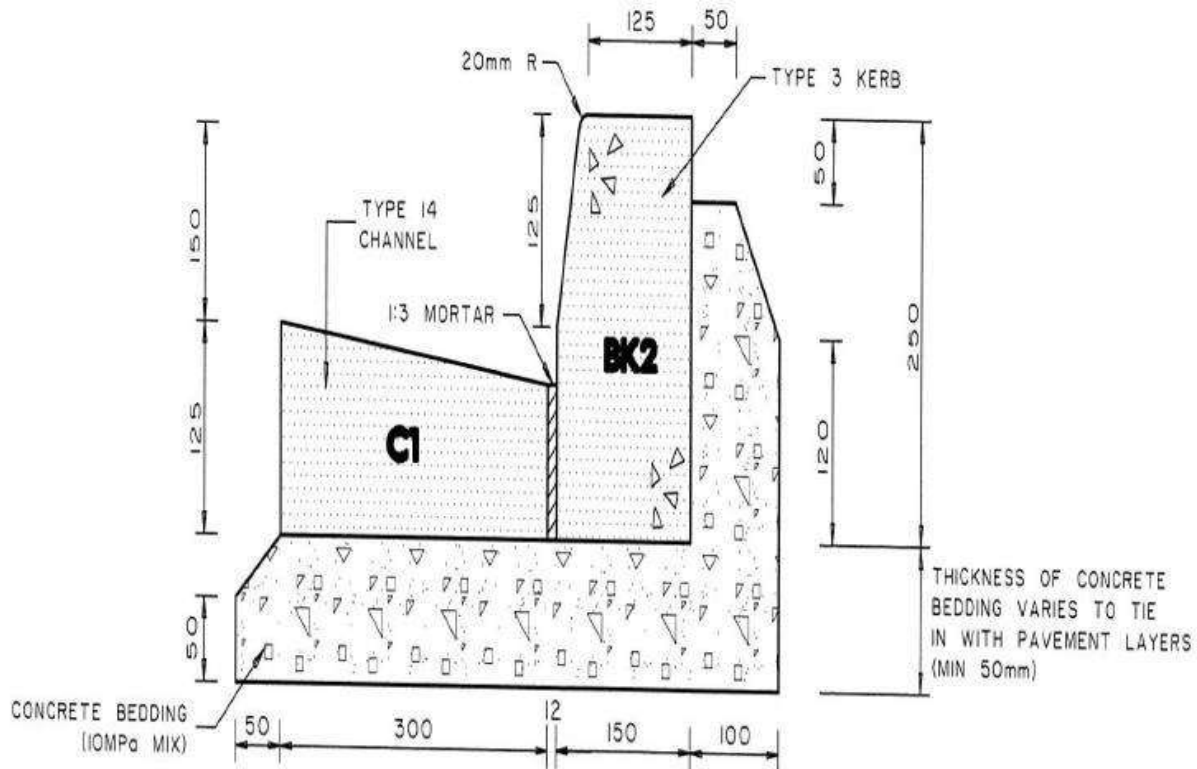 125
50
20mm R
TYPE 3 KERB
150
125
50
TYPE 14
CHANNEL
250
1:3 MORTAR
BK2
C1
125
120
THICKNESS OF CONCRETE
BEDDING VARIES TO TIE
IN WITH PAVEMENT LAYERS
(MIN 50mm)
50
CONCRETE BEDDING
(10MPa MIX)
50
300
12
150
100